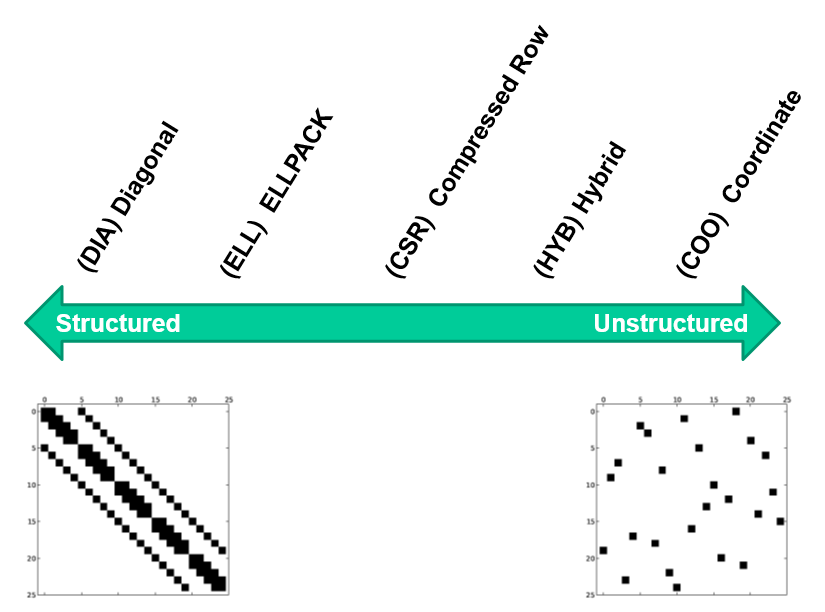 (DIA) Diagonal
(ELL) ELLPACK
(CSR) Compressed Row
(HYB) Hybrid
(COO) Coordinate
Structured
Unstructured
0 5 10 15 20 25
0
5
10
15
20
25
0 5 10 15 20 25
0
5
10
15
20
25